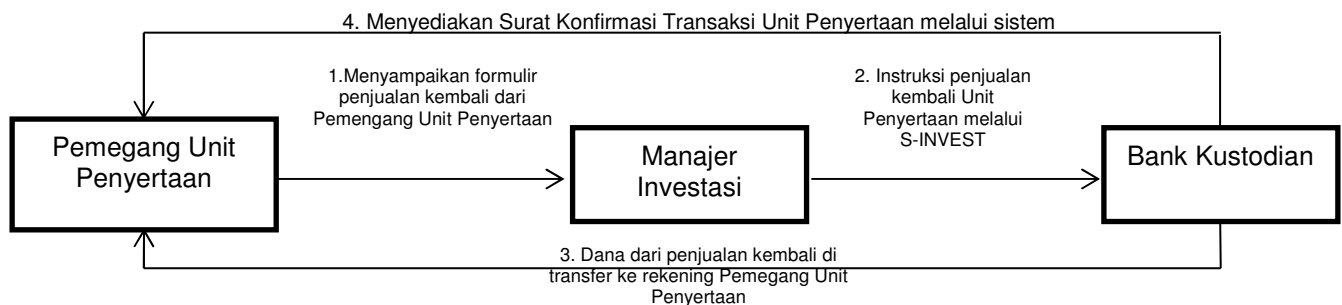 4. Menyediakan Surat Konfirmasi Transaksi Unit Penyertaan melalui sistem
1.Menyampaikan formulir
penjualan kembali dari
Pemengang Unit Penyertaan
2. Instruksi penjualan
kembali Unit
Penyertaan melalui
S-INVEST
Pemegang Unit
Penyertaan
Manajer
Investasi
Bank Kustodian
3. Dana dari penjualan kembali di
transfer ke rekening Pemegang Unit
Penyertaan